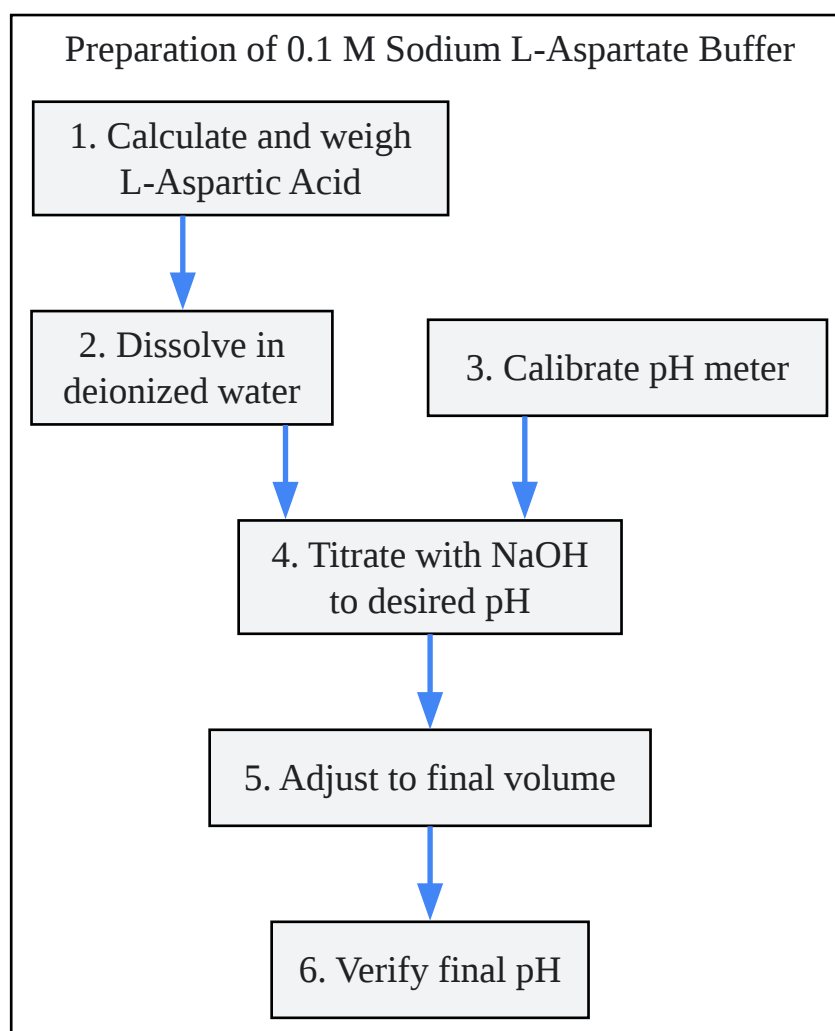 Preparation of 0.1 M Sodium L-Aspartate Buffer
1. Calculate and weigh
L-Aspartic Acid
2. Dissolve in
deionized water
3. Calibrate pH meter
4. Titrate with NaOH
to desired pH
5. Adjust to final volume
6. Verify final pH